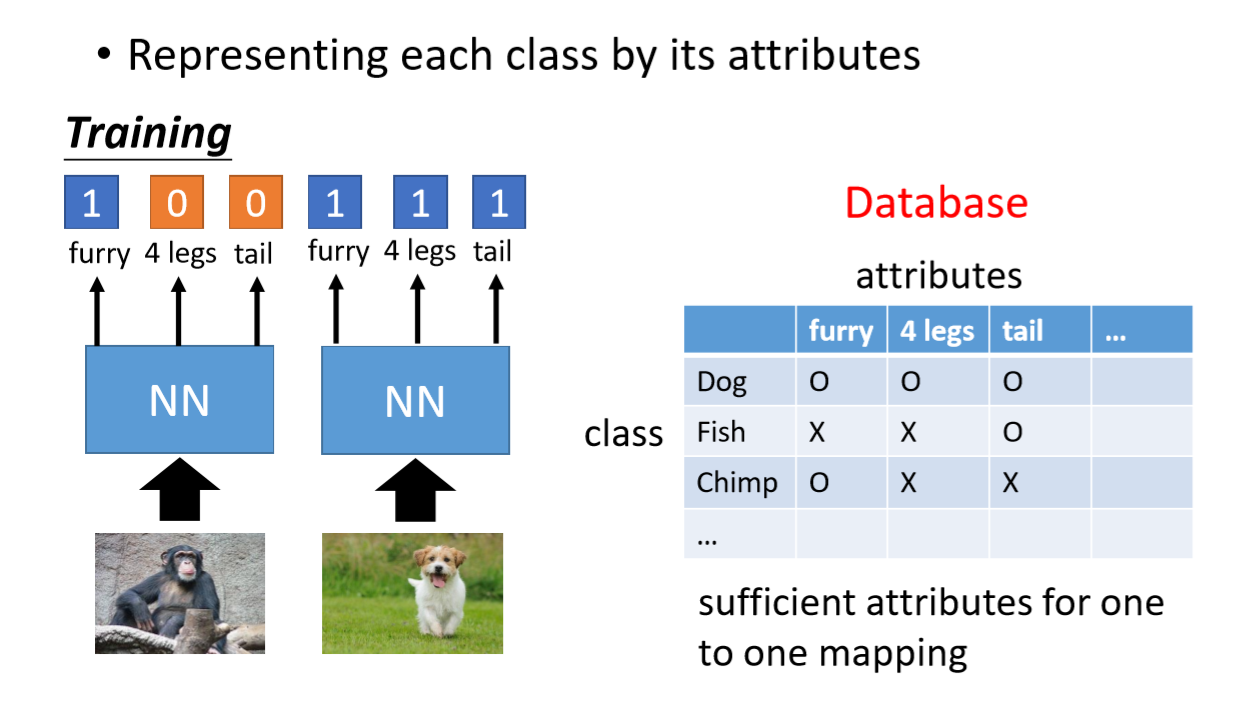 • Representing each class by its attributes
Training
1 0 0 1 1 1
furry 4 legs tail furry 4 legs tail
NN NN
Database
attributes
furry 4 legs tail ...
class
Dog O O O
Fish X X O
Chimp O X X
...
sufficient attributes for one
to one mapping